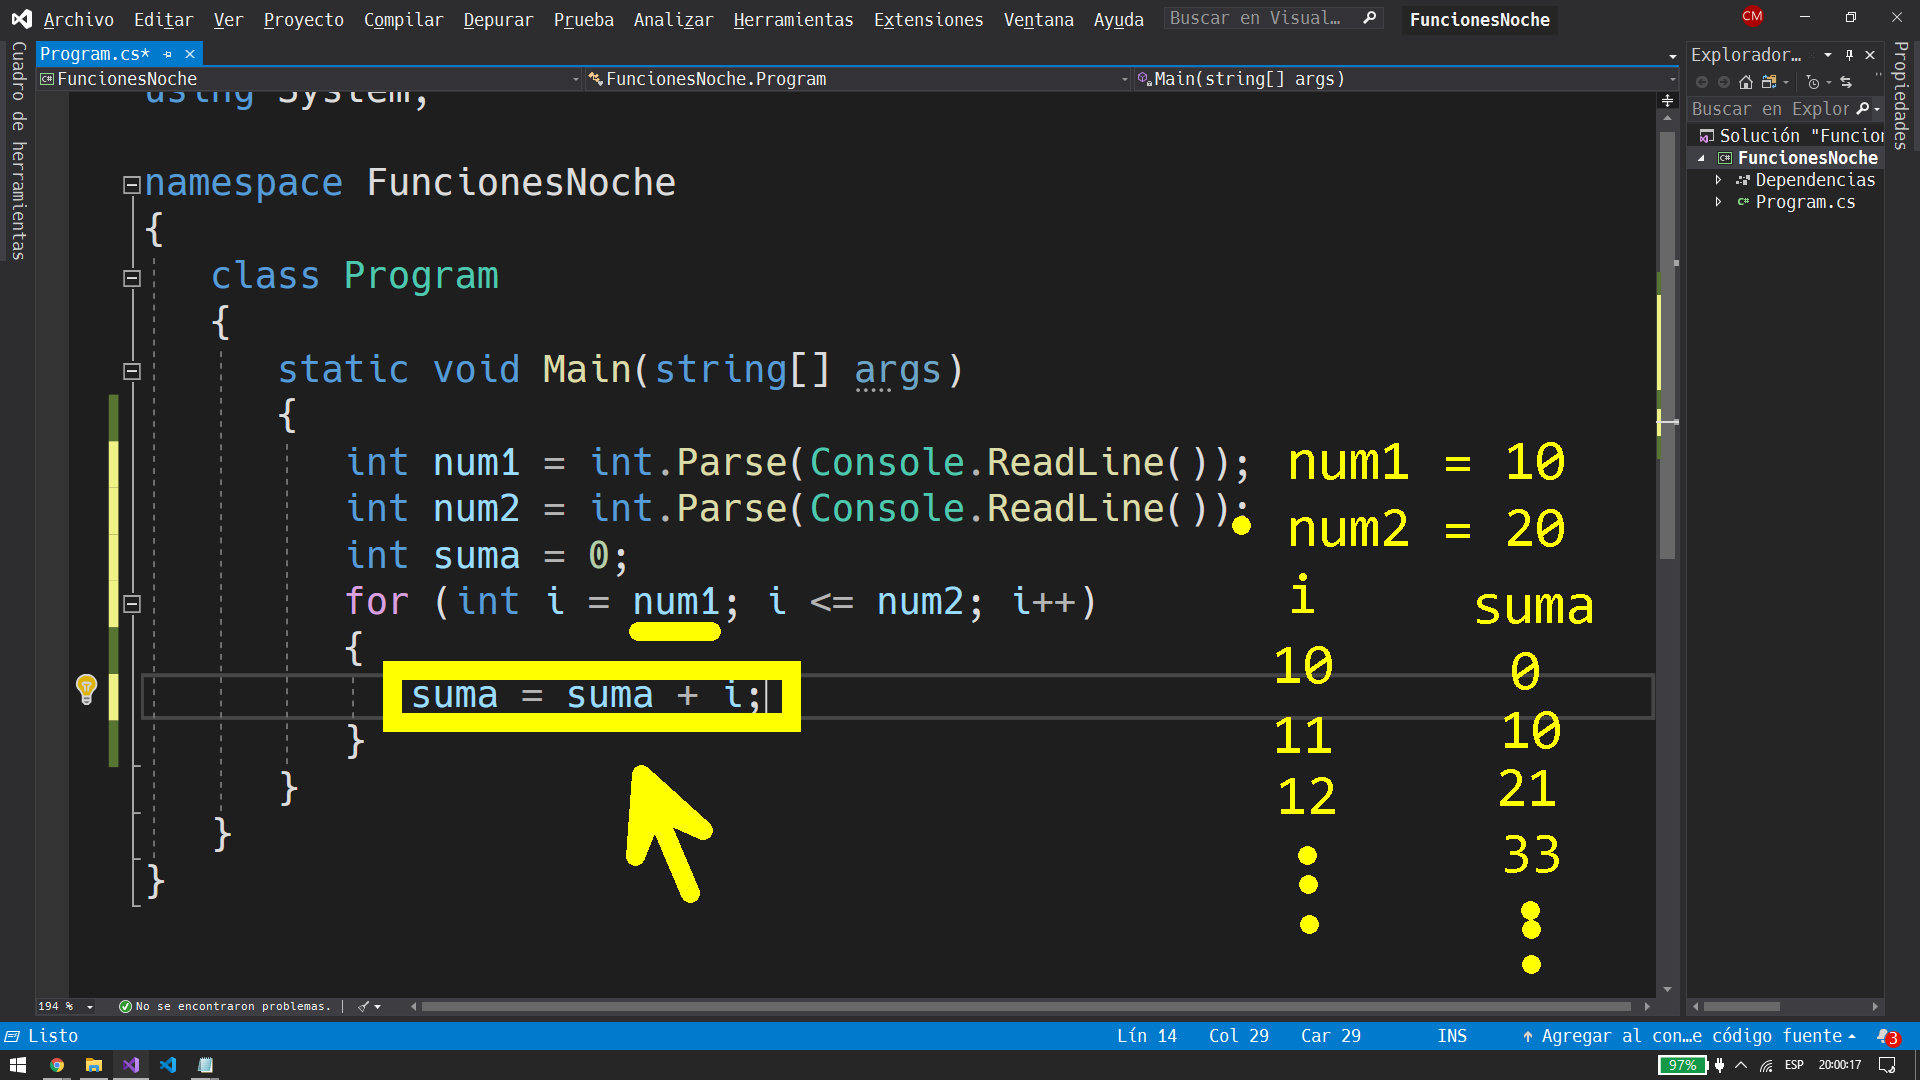 Archivo Editar Ver Proyecto Compilar Depurar Prueba Analizar Herramientas Extensiones Ventana Ayuda Buscar en Visual... FuncionesNoche CM
Cuadro de herramientas
Program.cs*
FuncionesNoche FuncionesNoche.Program Main(string[] args)
using System;
namespace FuncionesNoche
{
class Program
{
static void Main(string[] args)
{
int num1 = int.Parse(Console.ReadLine());
int num2 = int.Parse(Console.ReadLine());
int suma = 0;
for (int i = num1; i <= num2; i++)
{
suma = suma + i;
}
}
}
}
num1 = 10
num2 = 20
i suma
10 0
11 10
12 21
33
Explorador...
Buscar en Explor
Solución "Funcion
FuncionesNoche
Dependencias
C# Program.cs
Propiedades
194 % No se encontraron problemas.
Listo Lín 14 Col 29 Car 29 INS Agregar al con...e código fuente 3
97% ESP 20:00:17